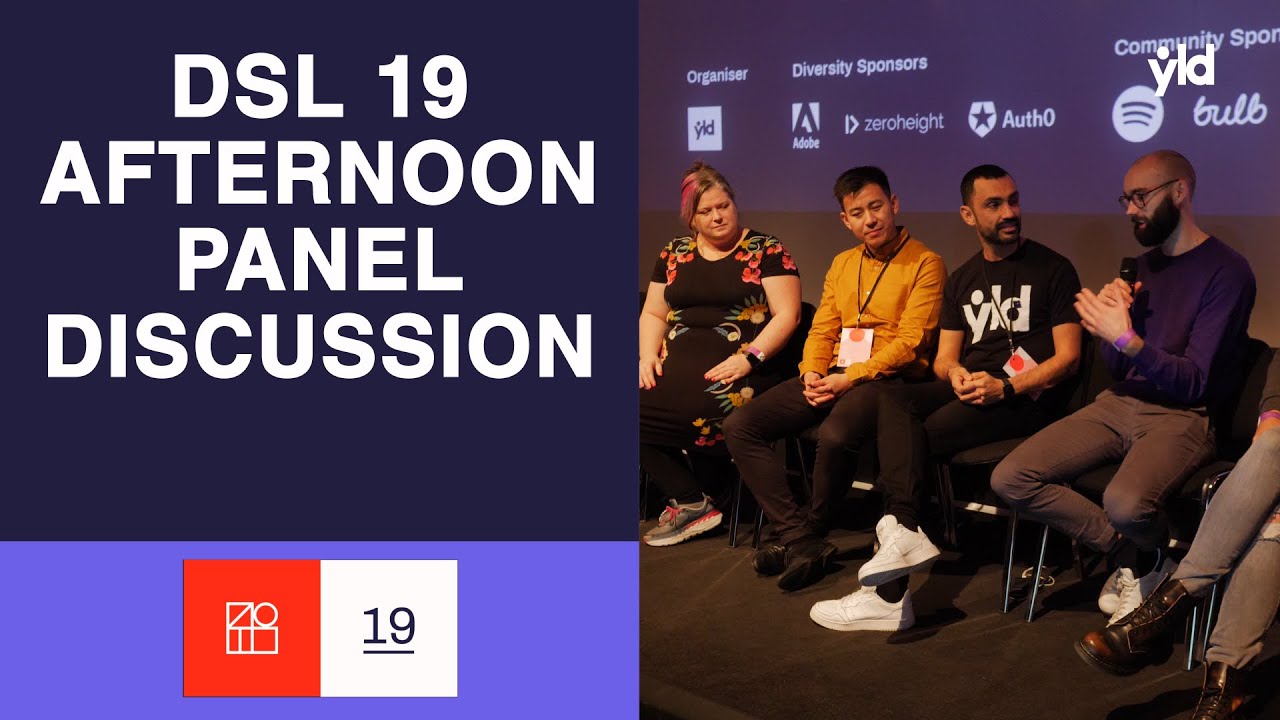 DSL 19
AFTERNOON
PANEL
DISCUSSION
19
Organiser
yld
Diversity Sponsors
Adobe
zeroheight
Auth0
Community Spon
yld
bulb
yld